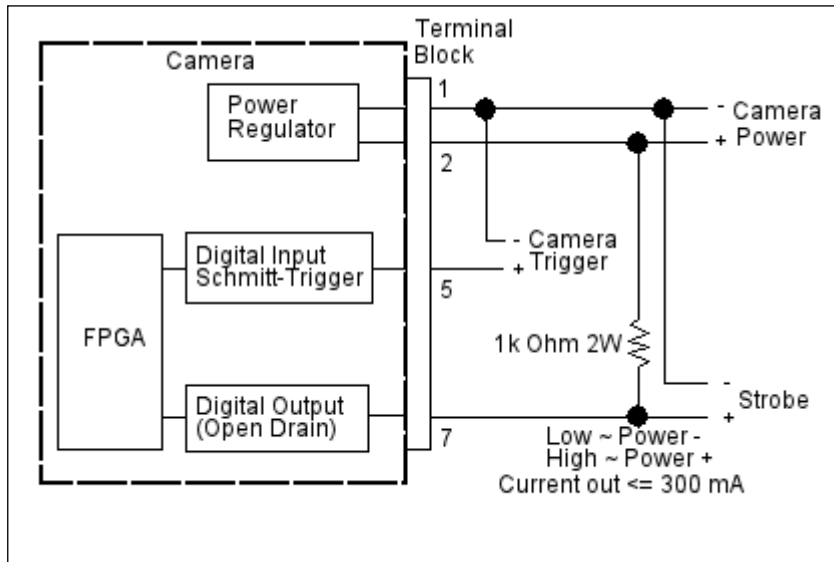 Terminal
Block
Camera
1
Power
Regulator
- Camera
+ Power
2
Digital Input
Schmitt-Trigger
- Camera
+ Trigger
5
FPGA
1k Ohm 2W
Digital Output
(Open Drain)
-
Strobe
+
7
Low ~ Power -
High ~ Power +
Current out <= 300 mA